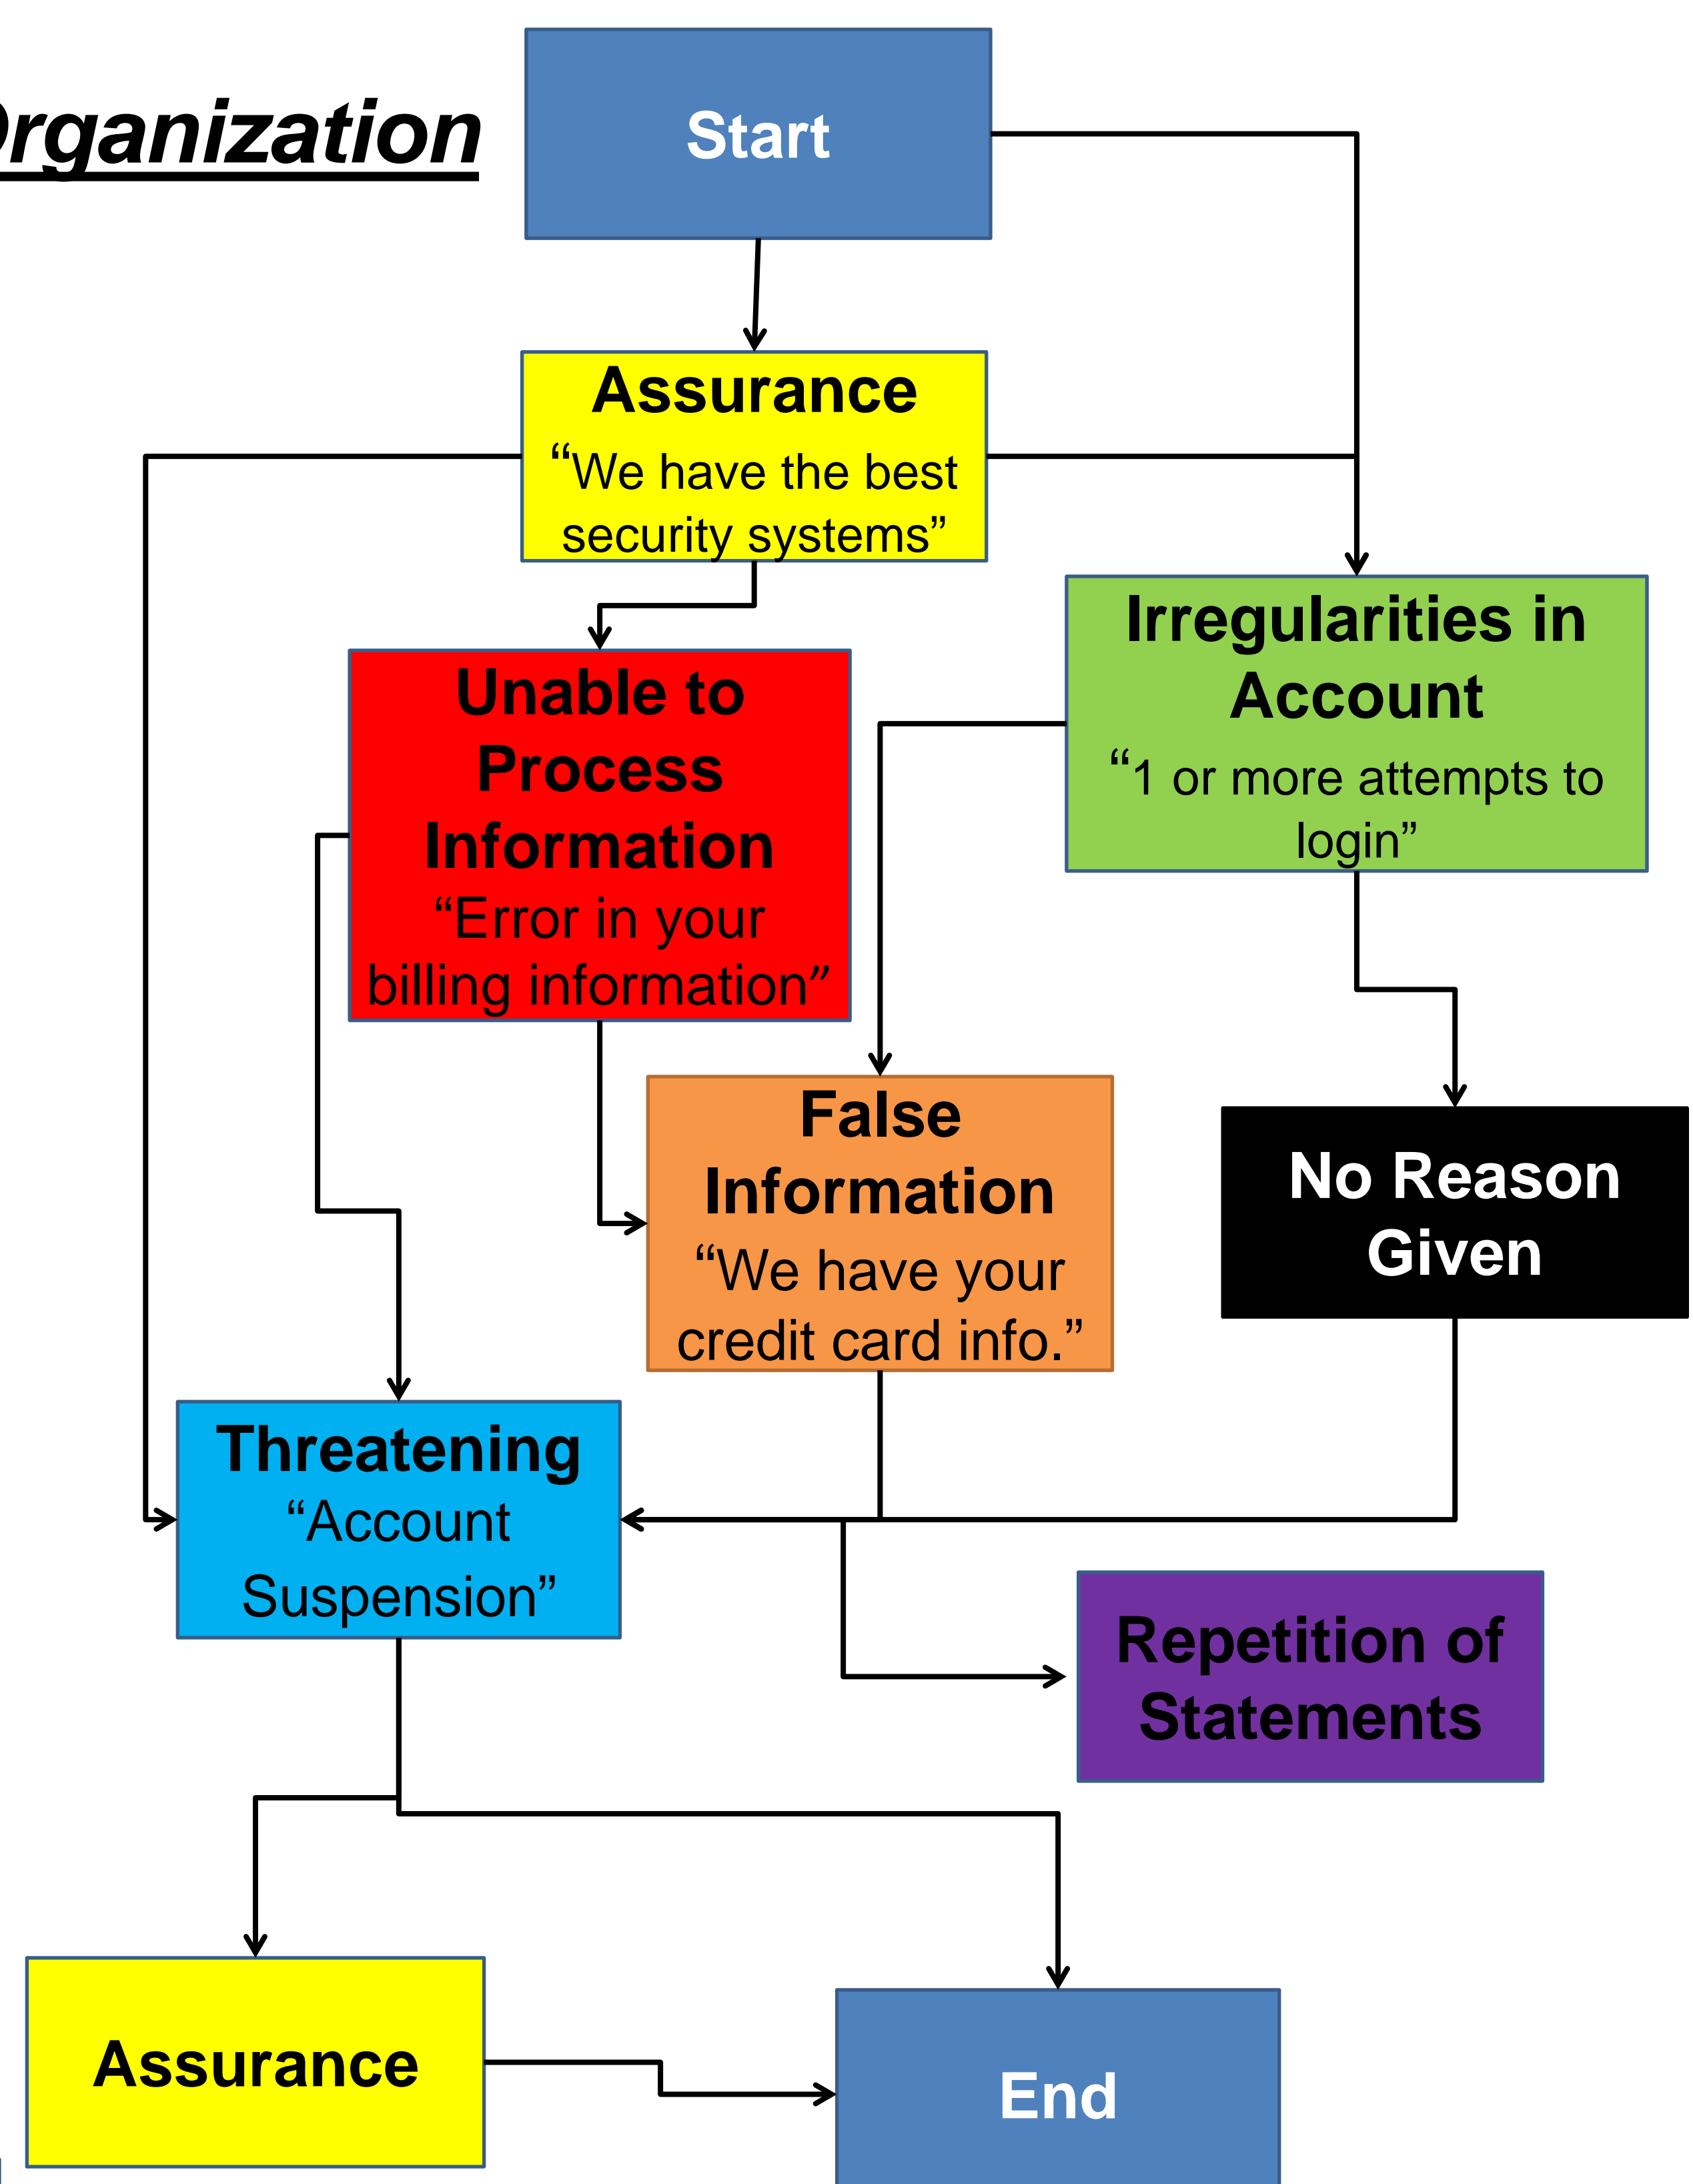 Organization
Start
Assurance
“We have the best
security systems”
Irregularities in
Account
“1 or more attempts to
login”
Unable to
Process
Information
“Error in your
billing information”
False
Information
“We have your
credit card info.”
No Reason
Given
Threatening
“Account
Suspension”
Repetition of
Statements
Assurance
End